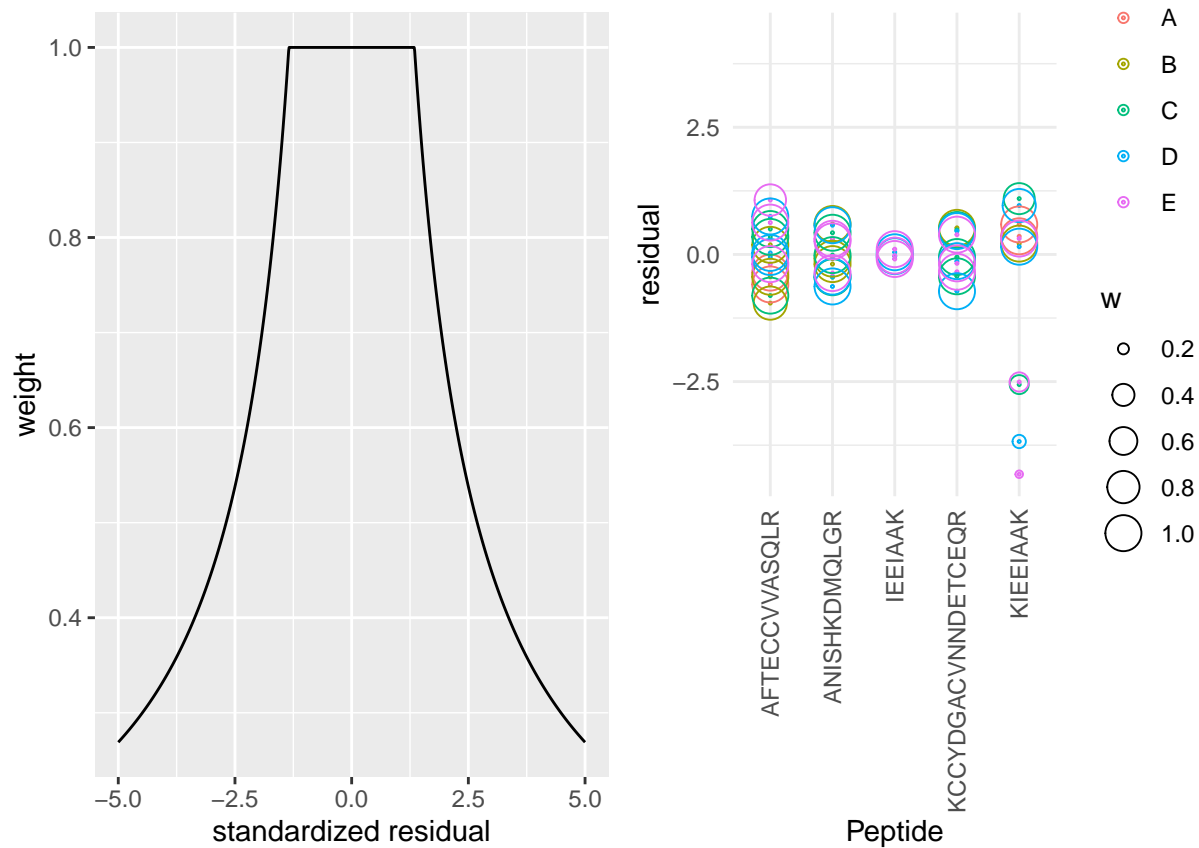 weight
1.0
0.8
0.6
0.4
−5.0
−2.5
0.0
2.5
5.0
standardized residual
residual
2.5
0.0
−2.5
AFTECCVVASQLR
ANISHKDMQLGR
IEEIAAK
KCCYDGACVNNDETCEQR
KIEEIAAK
Peptide
A
B
C
D
E
w
0.2
0.4
0.6
0.8
1.0